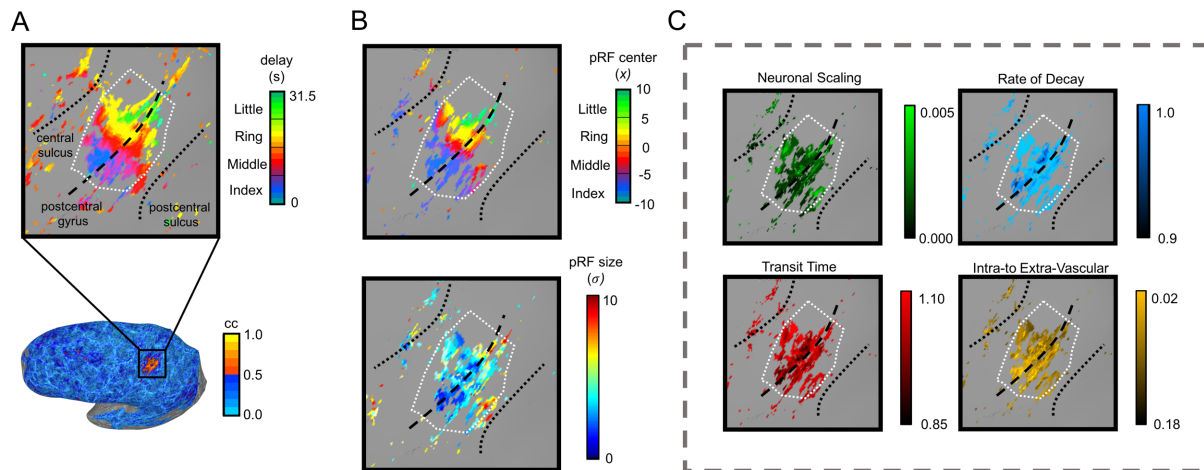 A
delay
(s)
31.5
Little
Ring
Middle
Index
0
central
sulcus
postcentral
gyrus
postcentral
sulcus
cc
1.0
0.5
0.0
B
pRF center
(x)
10
5
0
-5
-10
Little
Ring
Middle
Index
pRF size
(σ)
10
0
C
Neuronal Scaling
0.005
0.000
Rate of Decay
1.0
0.9
Transit Time
1.10
0.85
Intra-to Extra-Vascular
0.02
0.18